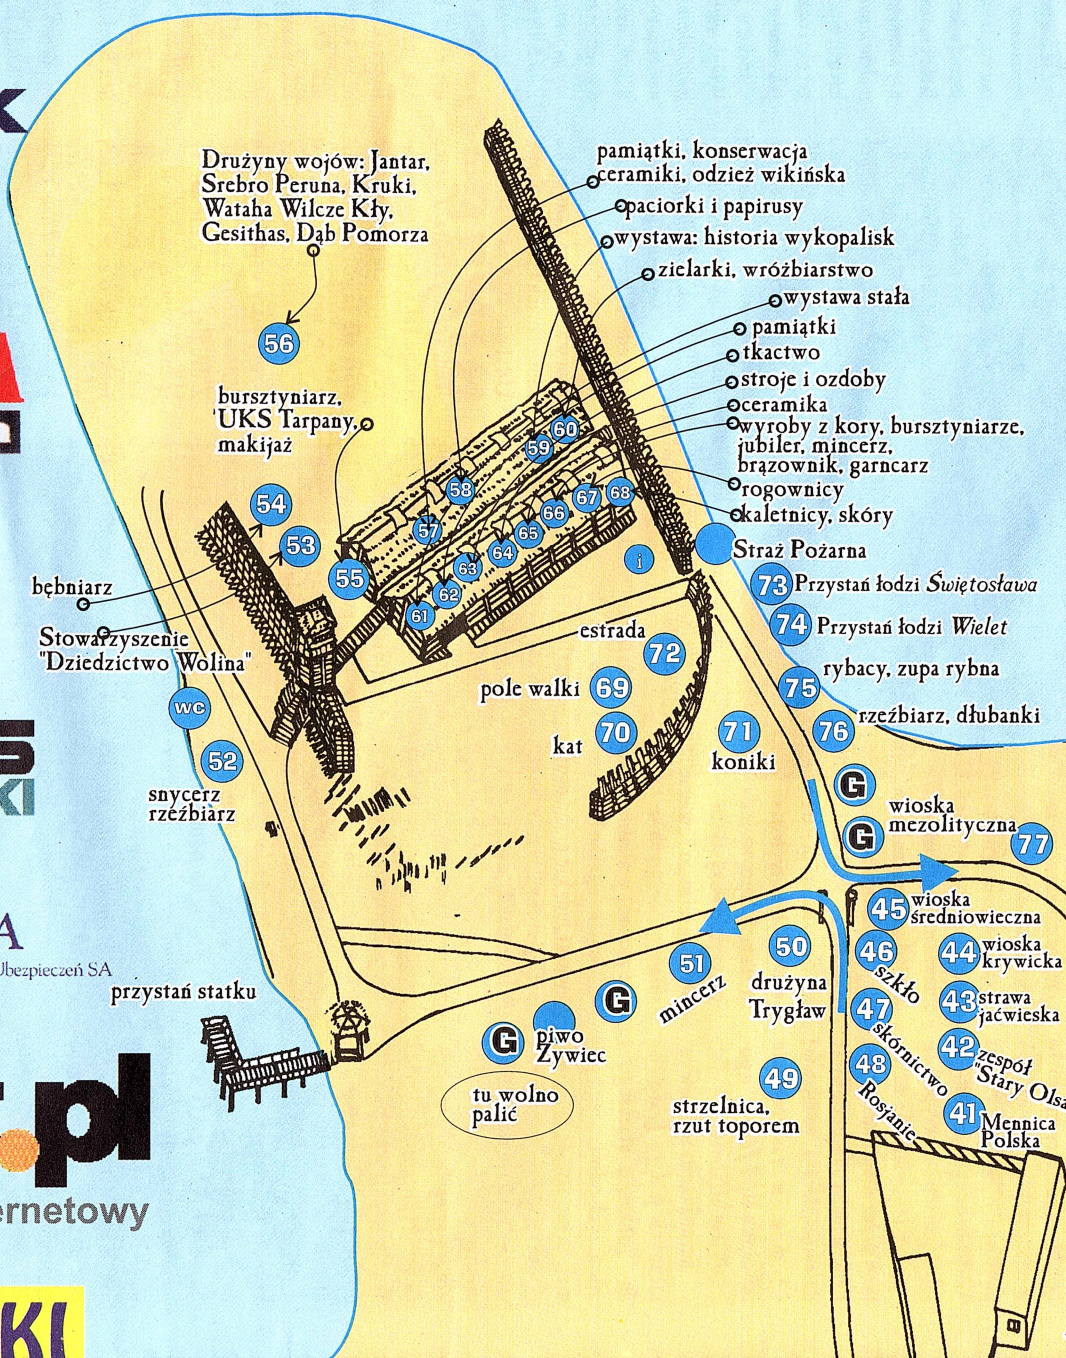 K
Drużyny wojów: Jantar,
Srebro Peruna, Kruki,
Wataha Wilcze Kły,
Gesithas, Dąb Pomorza
56
bursztyniarz,
UKS Tarpany,
makijaż
pamiątki, konserwacja
ceramiki, odzież wikińska
paciorki i papirusy
wystawa: historia wykopalisk
zielarki, wróżbiarstwo
wystawa stała
pamiątki
tkactwo
stroje i ozdoby
ceramika
wyroby z kory, bursztyniarze,
jubiler, mincerz,
brązownik, garncarz
rogownicy
kaletnicy, skóry
60
59
58
57
68
67
66
65
64
63
62
61
55
54
53
i
Straż Pożarna
73 Przystań łodzi Świętosława
74 Przystań łodzi Wielet
75 rybacy, zupa rybna
76 rzeźbiarz, dłubanki
bębniarz
Stowarzyszenie
"Dziedzictwo Wolina"
WC
52
snycerz
rzeźbiarz
estrada
72
pole walki 69
kat 70
71
koniki
G
G
wioska
mezolityczna
77
45 wioska
średniowieczna
46
szkło
44 wioska
krywicka
47
skórnictwo
43 strawa
jaćwieska
48
Rosjanie
42 zespół
"Stary Olsa
41 Mennica
Polska
50
drużyna
Trygław
51
mincerz
G
G
piwo
Żywiec
tu wolno
palić
49
strzelnica,
rzut toporem
przystań statku
KI
A
Ubezpieczeń SA
.pl
ernetowy
KI